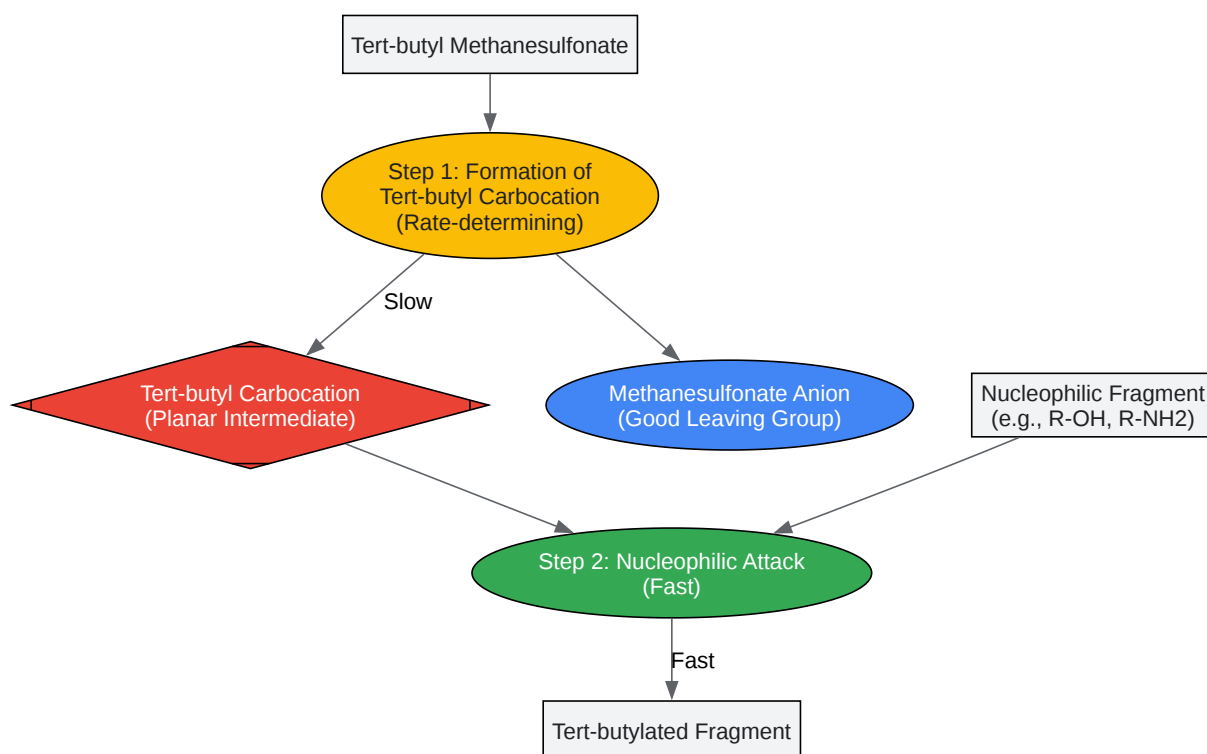 Tert-butyl Methanesulfonate
Step 1: Formation of
Tert-butyl Carbocation
(Rate-determining)
Slow
Tert-butyl Carbocation
(Planar Intermediate)
Methanesulfonate Anion
(Good Leaving Group)
Nucleophilic Fragment
(e.g., R-OH, R-NH2)
Step 2: Nucleophilic Attack
(Fast)
Fast
Tert-butylated Fragment